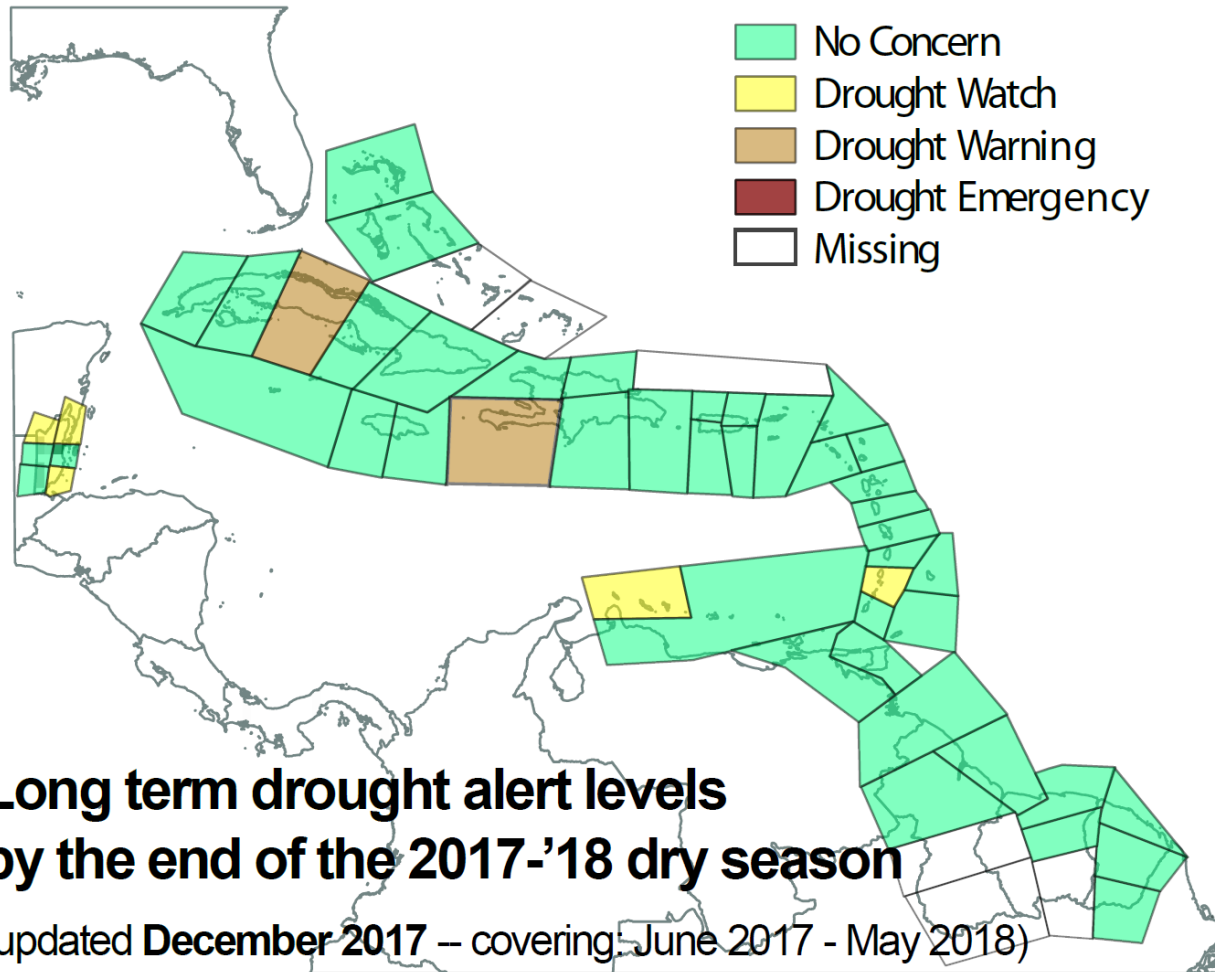 No Concern
Drought Watch
Drought Warning
Drought Emergency
Missing
Long term drought alert levels
by the end of the 2017-’18 dry season
updated December 2017 -- covering: June 2017 - May 2018)